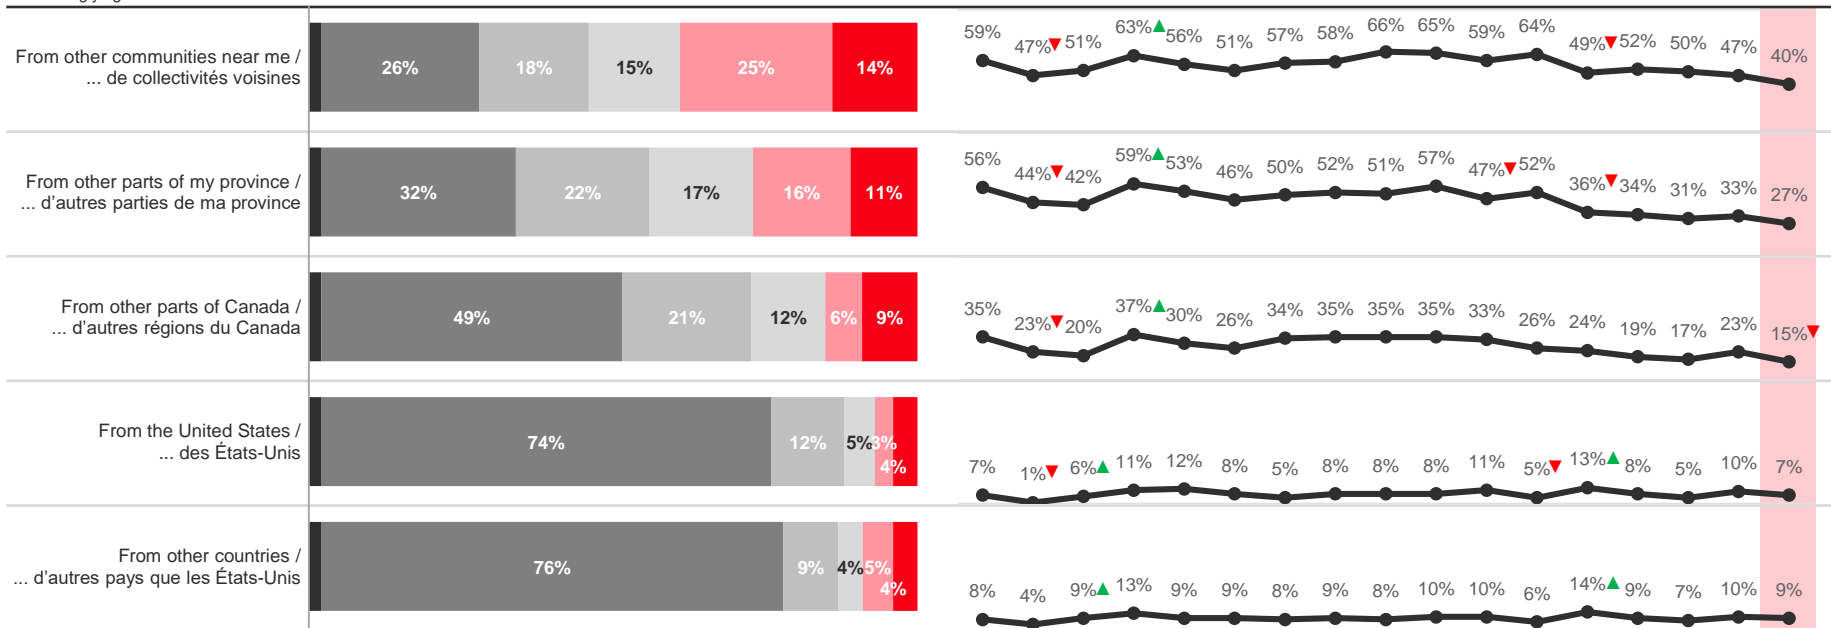 From other communities near me /
... de collectivités voisines
26% 18% 15% 25% 14%
59% 47% 51% 63% 56% 51% 57% 58% 66% 65% 59% 64% 49% 52% 50% 47% 40%
From other parts of my province /
... d'autres parties de ma province
32% 22% 17% 16% 11%
56% 44% 42% 59% 53% 46% 50% 52% 51% 57% 47% 52% 36% 34% 31% 33% 27%
From other parts of Canada /
... d'autres régions du Canada
49% 21% 12% 6% 9%
35% 23% 20% 37% 30% 26% 34% 35% 35% 35% 33% 26% 24% 19% 17% 23% 15%
From the United States /
... des États-Unis
74% 12% 5% 3% 4%
7% 1% 6% 11% 12% 8% 5% 8% 8% 8% 11% 5% 13% 8% 5% 10% 7%
From other countries /
... d'autres pays que les États-Unis
76% 9% 4% 5% 4%
8% 4% 9% 13% 9% 9% 8% 9% 8% 10% 10% 6% 14% 9% 7% 10% 9%